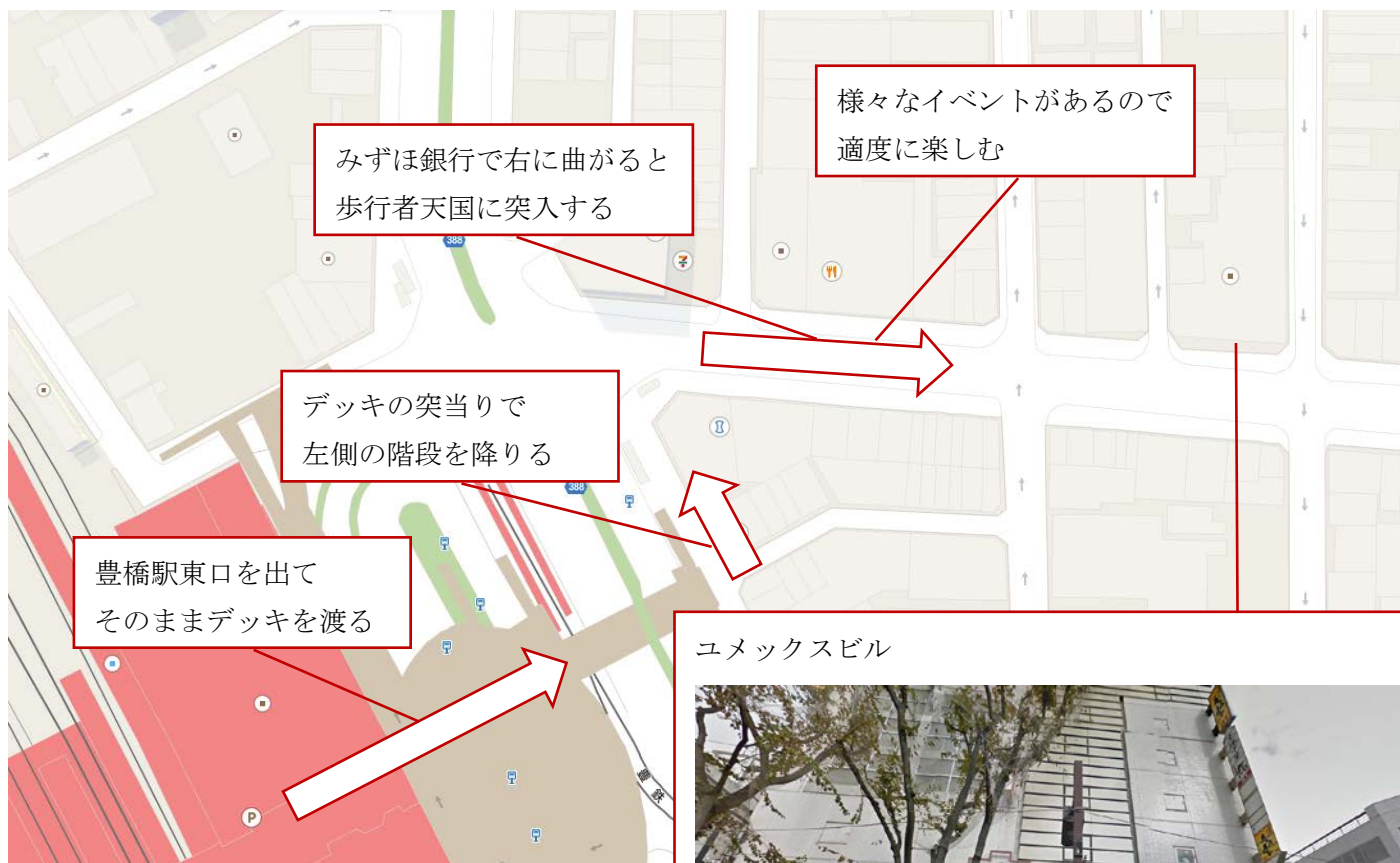 様々なイベントがあるので
適度に楽しむ
みずほ銀行で右に曲がると
歩行者天国に突入する
388
デッキの突当りで
左側の階段を降りる
388
豊橋駅東口を出て
そのままデッキを渡る
ユメックスビル
豊鉄
P